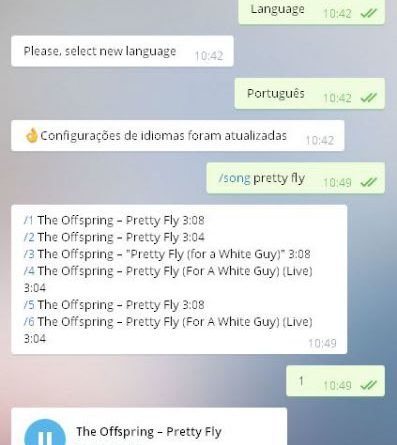 Language 10:42
Please, select new language 10:42
Português 10:42
👌Configurações de idiomas foram atualizadas 10:42
/song pretty fly 10:49
/1 The Offspring – Pretty Fly 3:08
/2 The Offspring – Pretty Fly 3:04
/3 The Offspring – "Pretty Fly (for a White Guy)" 3:08
/4 The Offspring – Pretty Fly (For A White Guy) (Live)
3:04
/5 The Offspring – Pretty Fly 3:08
/6 The Offspring – Pretty Fly (For A White Guy) (Live)
3:04 10:49
1 10:49
The Offspring – Pretty Fly